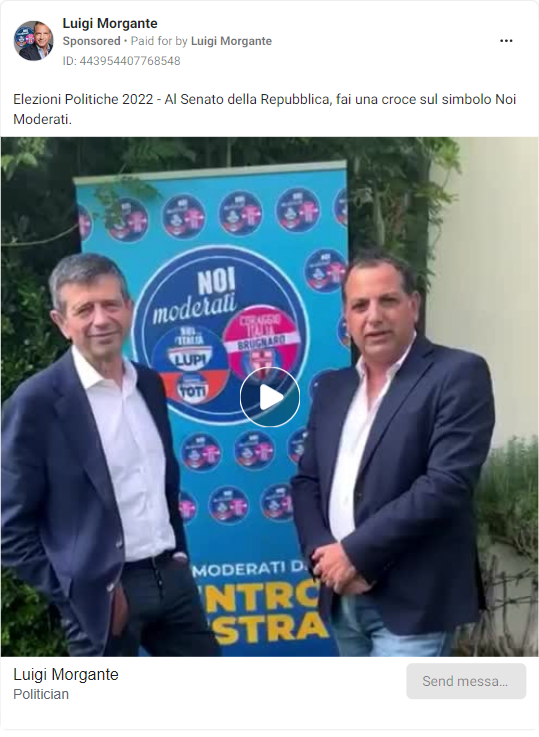 Luigi Morgante
Sponsored • Paid for by Luigi Morgante
ID: 443954407768548
Elezioni Politiche 2022 - Al Senato della Repubblica, fai una croce sul simbolo Noi
Moderati.
NOI
moderati
NOI
ITALIA
LUPI
TOTI
CORAGGIO
ITALIA
BRUGNARO
MODERATI D
NTRO
STRA
Luigi Morgante
Politician
Send messa...